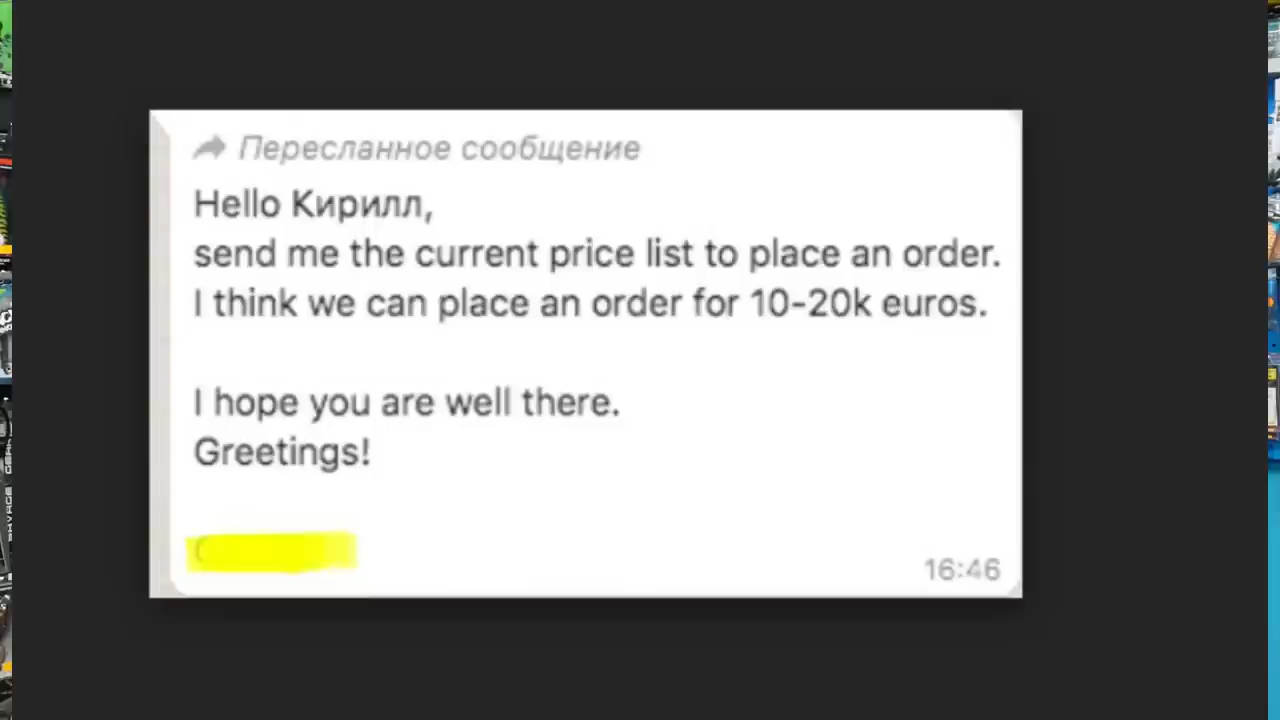 Пересланное сообщение
Hello Кирилл,
send me the current price list to place an order.
I think we can place an order for 10-20k euros.
I hope you are well there.
Greetings!
16:46